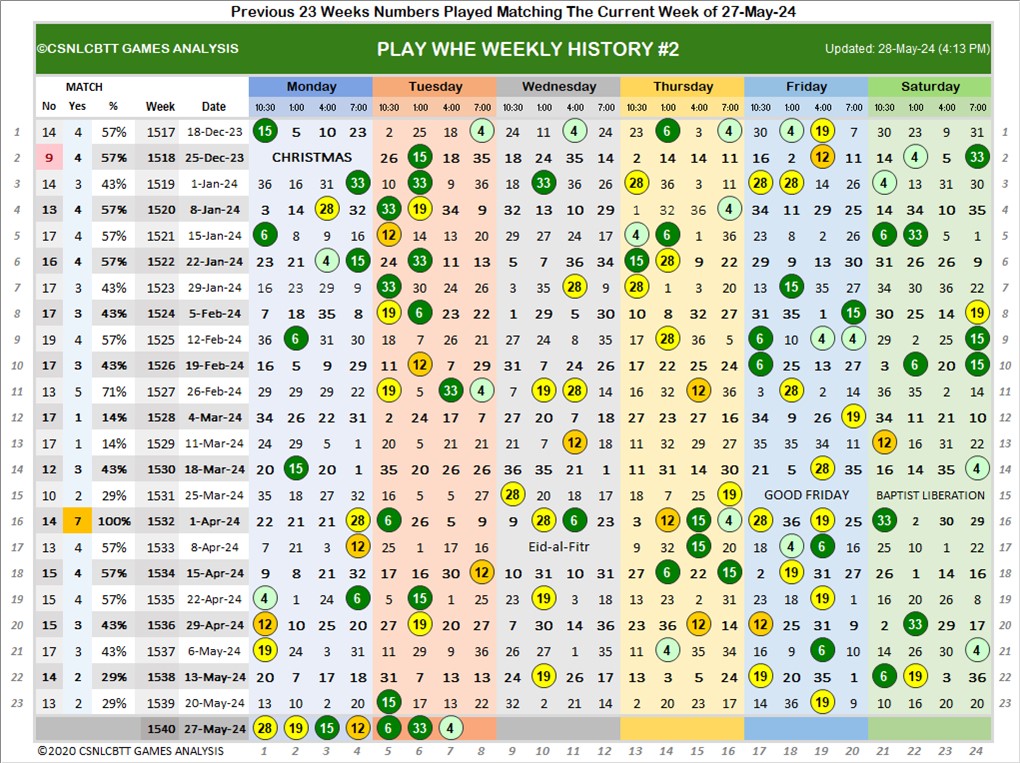 Previous 23 Weeks Numbers Played Matching The Current Week of 27-May-24
©CSNLCBTT GAMES ANALYSIS PLAY WHE WEEKLY HISTORY #2 Updated: 28-May-24 (4:13 PM)
MATCH Monday Tuesday Wednesday Thursday Friday Saturday
No Yes % Week Date 10:30 1:00 4:00 7:00 10:30 1:00 4:00 7:00 10:30 1:00 4:00 7:00 10:30 1:00 4:00 7:00 10:30 1:00 4:00 7:00 10:30 1:00 4:00 7:00
1 14 4 57% 1517 18-Dec-23 15 5 10 23 2 25 18 4 24 11 4 24 23 6 3 4 30 4 19 7 30 23 9 31 1
2 9 4 57% 1518 25-Dec-23 CHRISTMAS 26 15 18 35 18 24 35 14 2 14 14 11 16 2 12 11 14 4 5 33 2
3 14 3 43% 1519 1-Jan-24 36 16 31 33 10 33 9 36 18 33 36 9 28 36 3 11 28 28 14 26 4 13 31 30 3
4 13 4 57% 1520 8-Jan-24 3 14 28 32 33 19 34 9 32 13 10 29 1 32 36 4 34 11 29 25 14 34 10 35 4
5 17 4 57% 1521 15-Jan-24 6 8 9 16 12 14 13 20 29 27 24 17 4 6 1 36 23 8 2 26 6 33 5 1 5
6 16 4 57% 1522 22-Jan-24 23 21 4 15 24 33 11 13 5 7 36 34 15 28 9 22 29 9 13 30 31 26 26 9 6
7 17 3 43% 1523 29-Jan-24 16 23 29 9 33 30 24 26 3 35 28 9 28 1 3 20 13 15 35 27 34 30 36 22 7
8 17 3 43% 1524 5-Feb-24 7 18 35 8 19 6 23 22 1 29 5 30 10 8 32 27 31 35 1 15 30 25 14 19 8
9 19 4 57% 1525 12-Feb-24 36 6 31 30 18 7 26 21 27 24 8 35 17 28 36 5 6 10 4 4 29 2 25 15 9
10 17 3 43% 1526 19-Feb-24 16 5 9 29 11 12 7 29 31 7 24 26 17 22 25 24 6 25 13 27 13 6 20 15 10
11 13 5 71% 1527 26-Feb-24 29 29 29 22 19 5 33 4 7 19 28 14 16 32 12 36 3 28 2 14 36 35 2 14 11
12 17 1 14% 1528 4-Mar-24 34 26 22 31 2 24 17 7 27 20 7 18 27 23 27 16 34 9 26 19 34 11 21 10 12
13 17 1 14% 1529 11-Mar-24 24 29 5 1 20 5 21 21 21 7 12 18 11 32 29 27 35 35 34 11 12 16 31 22 13
14 12 3 43% 1530 18-Mar-24 20 15 20 1 35 20 26 26 36 35 21 1 11 31 14 30 21 5 28 35 16 14 35 4 14
15 10 2 29% 1531 25-Mar-24 35 18 27 32 16 5 5 27 28 20 18 17 18 7 25 19 GOOD FRIDAY BAPTIST LIBERATION 15
16 14 7 100% 1532 1-Apr-24 22 21 21 28 6 26 5 9 9 28 6 23 3 12 15 4 28 36 19 25 33 2 30 29 16
17 13 4 57% 1533 8-Apr-24 7 21 3 12 25 1 17 16 Eid-al-Fitr 9 32 15 20 18 4 6 16 25 10 1 22 17
18 15 4 57% 1534 15-Apr-24 9 8 21 32 17 16 30 12 10 31 10 31 27 6 22 15 2 19 31 27 26 1 14 16 18
19 15 4 57% 1535 22-Apr-24 4 1 24 6 5 15 1 25 23 19 3 18 13 23 2 31 23 18 19 1 16 20 26 8 19
20 15 3 43% 1536 29-Apr-24 12 10 25 20 27 19 20 27 7 30 14 36 23 36 12 14 12 25 31 9 2 33 29 17 20
21 17 3 43% 1537 6-May-24 19 24 3 31 11 29 9 36 26 27 1 35 14 4 35 34 16 9 6 10 14 26 30 4 21
22 14 2 29% 1538 13-May-24 20 7 17 18 31 7 13 13 24 19 26 17 13 3 5 24 19 20 35 1 6 19 3 36 22
23 13 2 29% 1539 20-May-24 13 10 2 20 15 17 13 22 32 2 21 14 2 20 23 17 14 36 19 9 10 16 20 20 23
1540 27-May-24 28 19 15 12 6 33 4
©2020 CSNLCBTT GAMES ANALYSIS 1 2 3 4 5 6 7 8 9 10 11 12 13 14 15 16 17 18 19 20 21 22 23 24